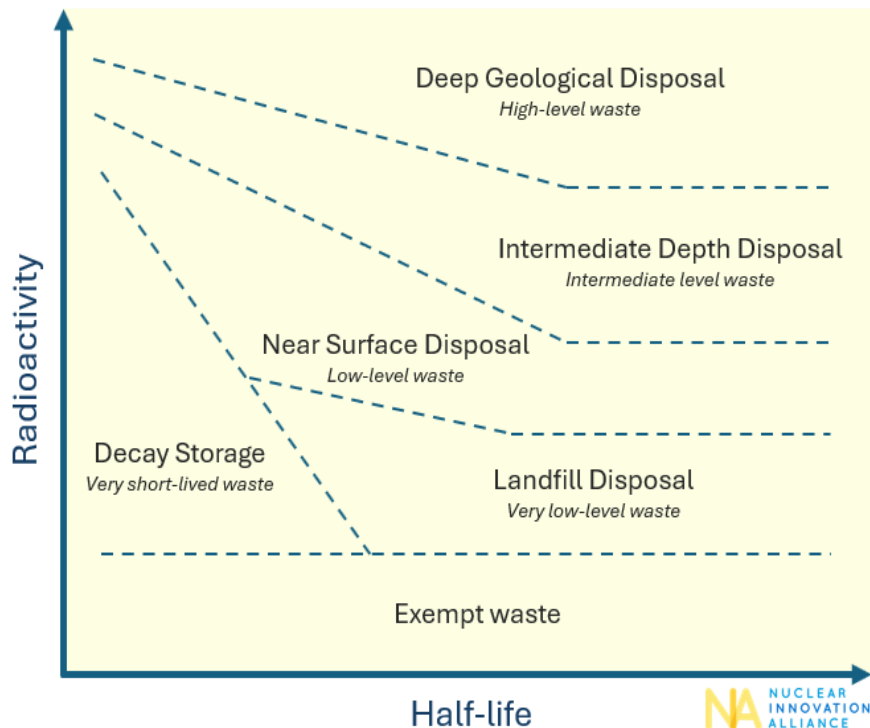 Deep Geological Disposal
High-level waste
Intermediate Depth Disposal
Intermediate level waste
Near Surface Disposal
Low-level waste
Decay Storage
Very short-lived waste
Landfill Disposal
Very low-level waste
Exempt waste
Radioactivity
Half-life
NIA
NUCLEAR
INNOVATION
ALLIANCE